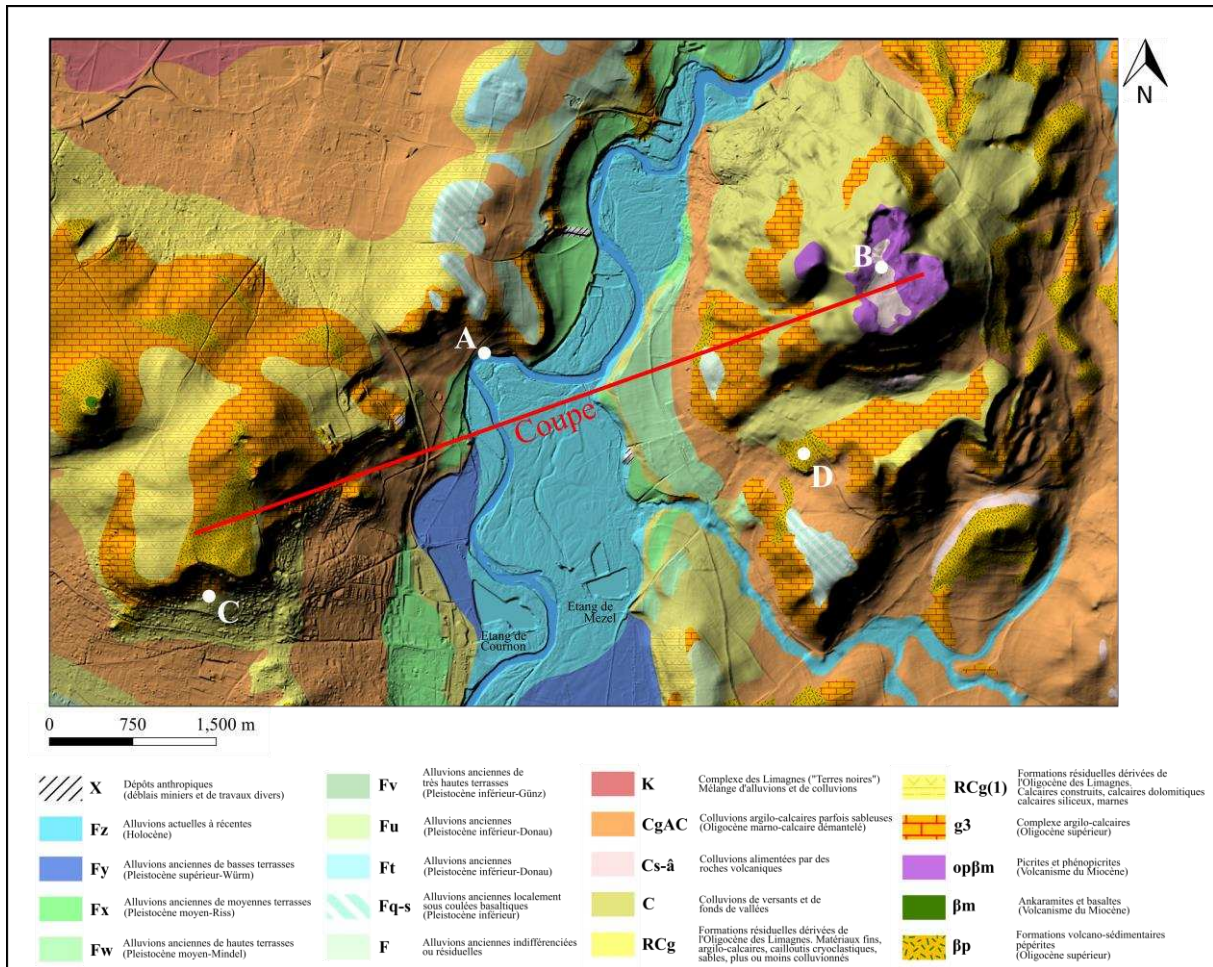 N
A
B
Coupe
D
C
Etang de
Mezel
Etang de
Cournon
0 750 1,500 m
X Dépôts anthropiques
(déblais miniers et de travaux divers)
Fz Alluvions actuelles à récentes
(Holocène)
Fy Alluvions anciennes de basses terrasses
(Pleistocène supérieur-Würm)
Fx Alluvions anciennes de moyennes terrasses
(Pleistocène moyen-Riss)
Fw Alluvions anciennes de hautes terrasses
(Pleistocène moyen-Mindel)
Fv Alluvions anciennes de
très hautes terrasses
(Pleistocène inférieur-Günz)
Fu Alluvions anciennes
(Pleistocène inférieur-Donau)
Ft Alluvions anciennes
(Pleistocène inférieur-Donau)
Fq-s Alluvions anciennes localement
sous coulées basaltiques
(Pleistocène inférieur)
F Alluvions anciennes indifférenciées
ou résiduelles
K Complexe des Limagnes ("Terres noires")
Mélange d'alluvions et de colluvions
CgAC Colluvions argilo-calcaires parfois sableuses
(Oligocène marno-calcaire démantelé)
Cs-â Colluvions alimentées par des
roches volcaniques
C Colluvions de versants et de
fonds de vallées
RCg Formations résiduelles dérivées de
l'Oligocène des Limagnes. Matériaux fins,
argilo-calcaires, cailloutis cryoclastiques,
sables, plus ou moins colluvionnés
RCg(1) Formations résiduelles dérivées de
l'Oligocène des Limagnes.
Calcaires construits, calcaires dolomitiques
calcaires siliceux, marnes
g3 Complexe argilo-calcaires
(Oligocène supérieur)
opβm Picrites et phénopicrites
(Volcanisme du Miocène)
βm Ankaramites et basaltes
(Volcanisme du Miocène)
βp Formations volcano-sédimentaires
pépérite
(Oligocène supérieur)